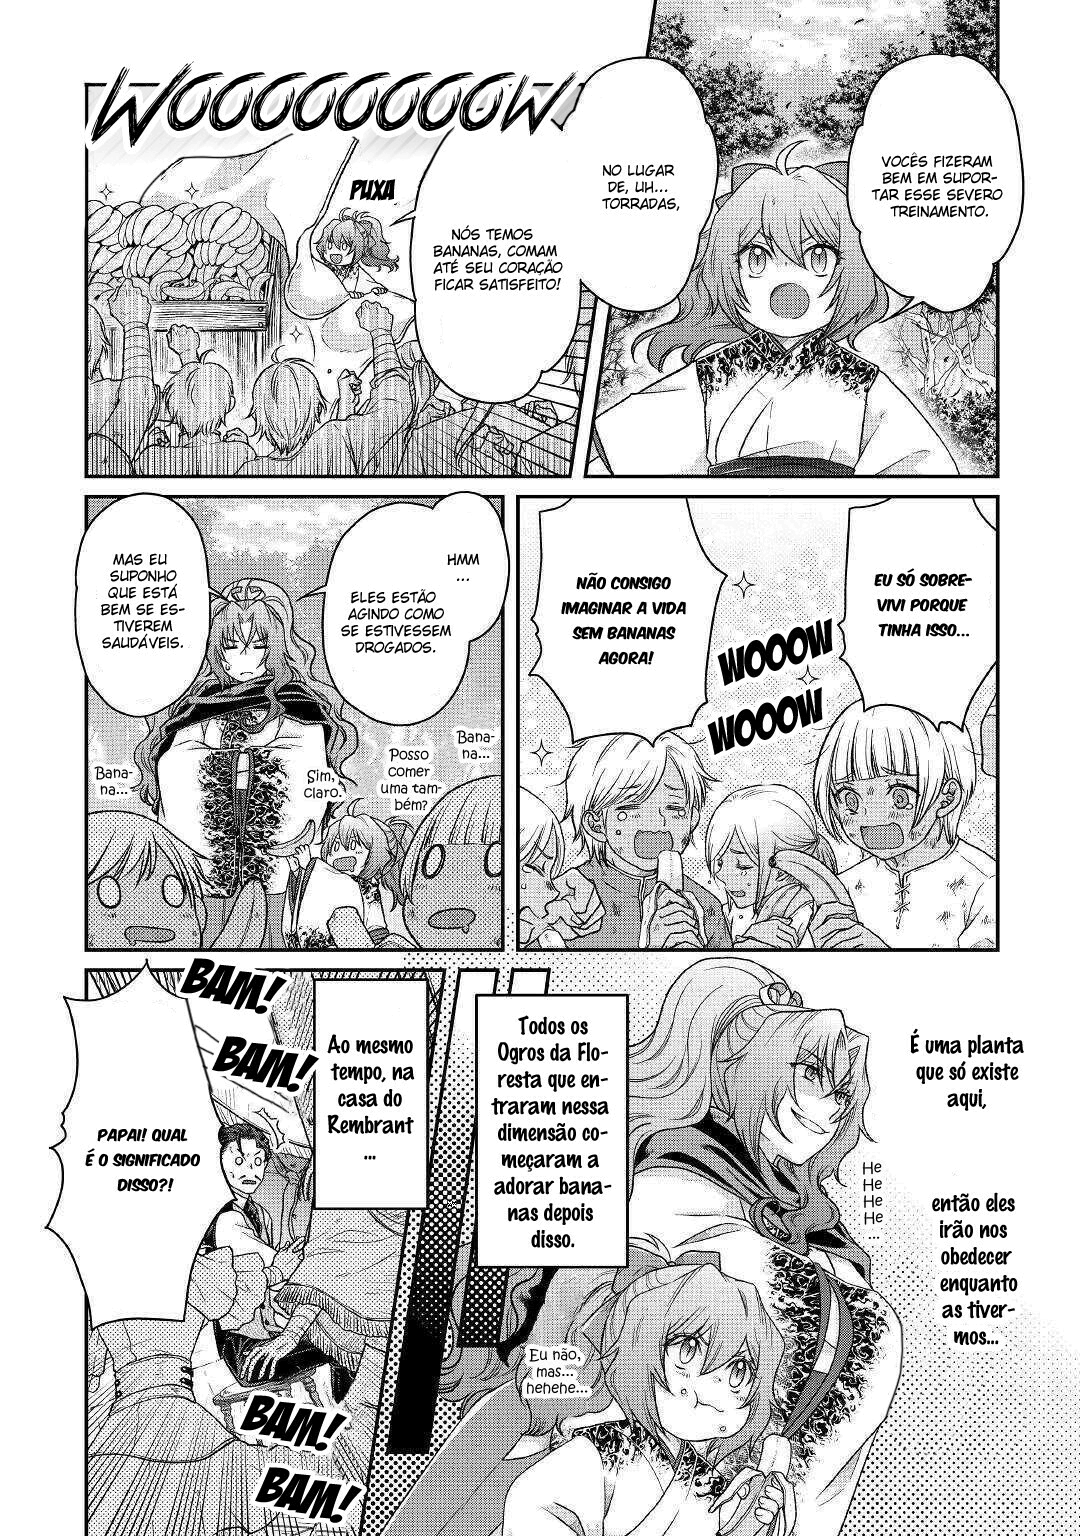 VOCÊS FIZERAM
BEM EM SUPOR-
TAR ESSE SEVERO
TREINAMENTO.
NO LUGAR
DE, UH...
TORRADAS,
NÓS TEMOS
BANANAS, COMAM
ATÉ SEU CORAÇÃO
FICAR SATISFEITO!
PUXA
WOOOOOOOOW
EU SÓ SOBRE-
VIVI PORQUE
TINHA ISSO...
NÃO CONSIGO
IMAGINAR A VIDA
SEM BANANAS
AGORA!
WOOOW
WOOOW
HMM
...
ELES ESTÃO
AGINDO COMO
SE ESTIVESSEM
DROGADOS.
MAS EU
SUPONHO
QUE ESTÁ
BEM SE ES-
TIVEREM
SAUDÁVEIS.
Bana-
na...
Posso
comer
uma tam-
bém?
Sim,
claro.
Bana-
na...
É uma planta
que só existe
aqui,
então eles
irão nos
obedecer
enquanto
as tiver-
mos...
He
He
He
He
...
Eu não,
mas...
hehehe...
Todos os
Ogros da Flo-
resta que en-
traram nessa
dimensão co-
meçaram a
adorar bana-
nas depois
disso.
Ao mesmo
tempo, na
casa do
Rembrant
...
BAM!
BAM!
PAPAI! QUAL
É O SIGNIFICADO
DISSO?!
BAM!
BAM!